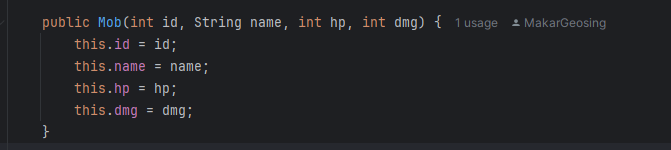 public Mob(int id, String name, int hp, int dmg) { 1 usage MakarGeosing
this.id = id;
this.name = name;
this.hp = hp;
this.dmg = dmg;
}